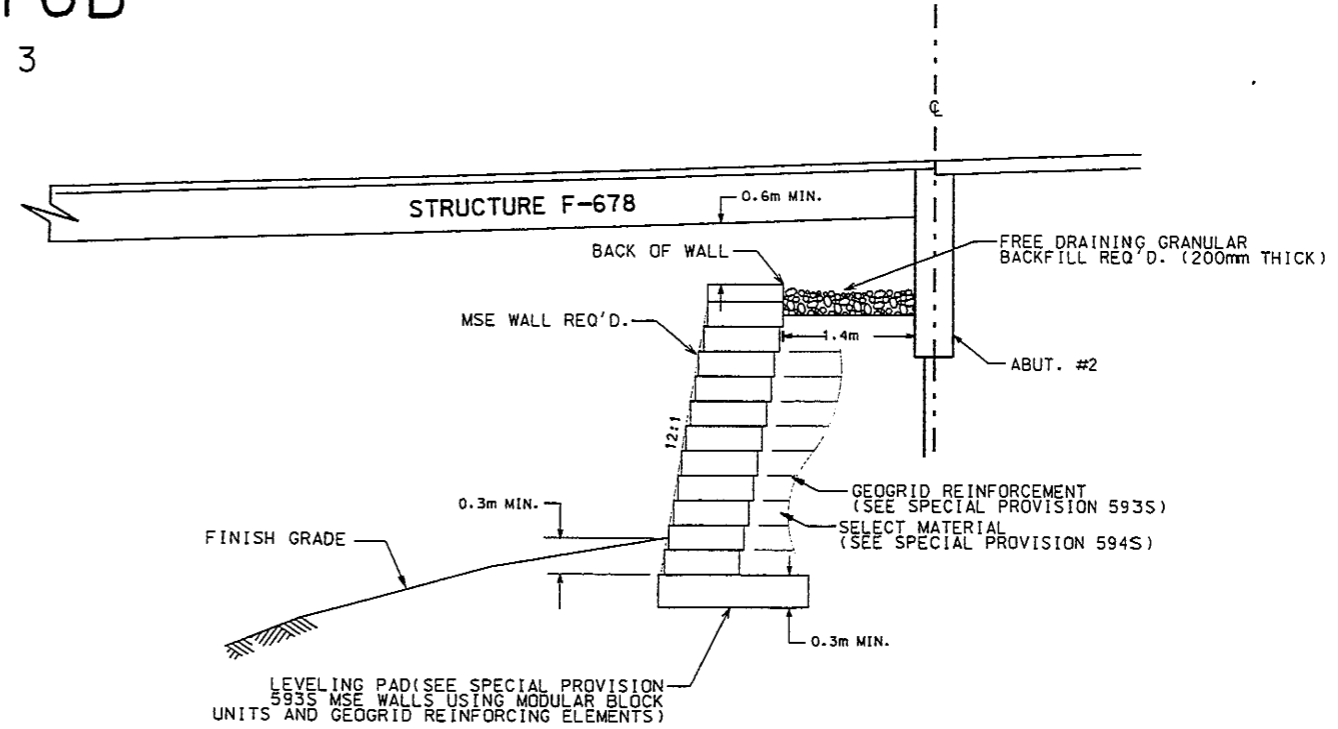 3
℄
STRUCTURE F-678
0.6m MIN.
BACK OF WALL
FREE DRAINING GRANULAR
BACKFILL REQ'D. (200mm THICK)
MSE WALL REQ'D.
1.4m
ABUT. #2
12:1
0.3m MIN.
GEOGRID REINFORCEMENT
(SEE SPECIAL PROVISION 593S)
FINISH GRADE
SELECT MATERIAL
(SEE SPECIAL PROVISION 594S)
0.3m MIN.
LEVELING PAD(SEE SPECIAL PROVISION
593S MSE WALLS USING MODULAR BLOCK
UNITS AND GEOGRID REINFORCING ELEMENTS)